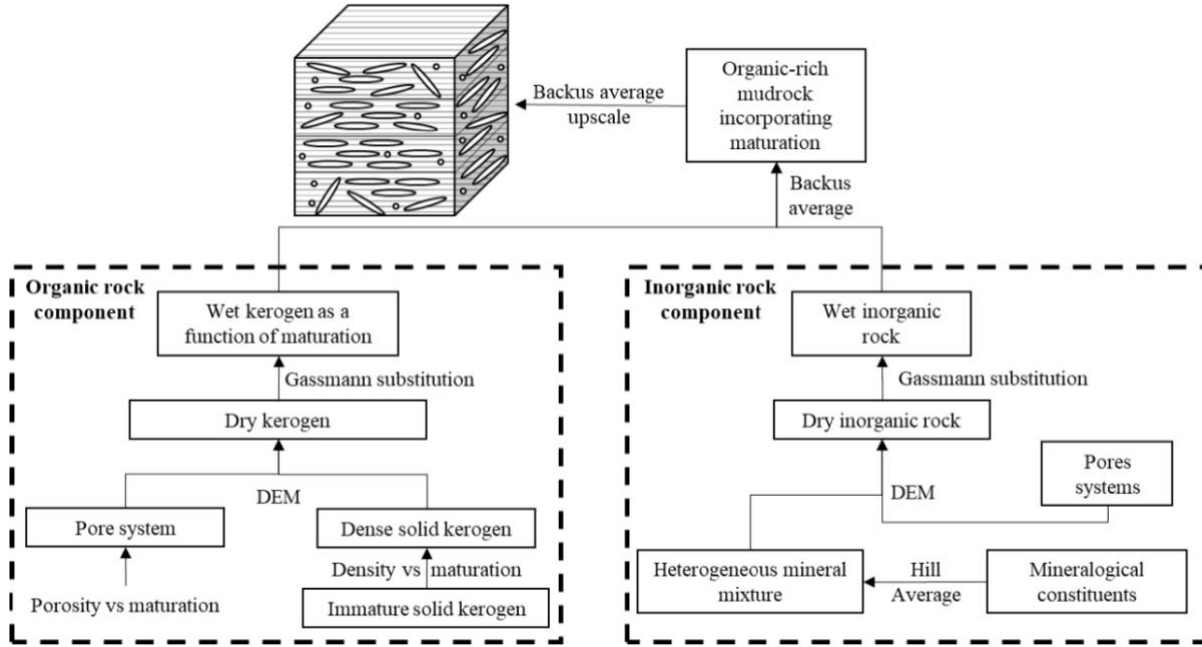 Organic-rich
mudrock
incorporating
maturation
Backus average
upscale
Backus
average
Organic rock
component
Wet kerogen as a
function of maturation
Gassmann substitution
Dry kerogen
DEM
Pore system
Dense solid kerogen
Porosity vs maturation
Density vs maturation
Immature solid kerogen
Inorganic rock
component
Wet inorganic
rock
Gassmann substitution
Dry inorganic rock
Pores
systems
DEM
Heterogeneous mineral
mixture
Hill
Average
Mineralogical
constituents